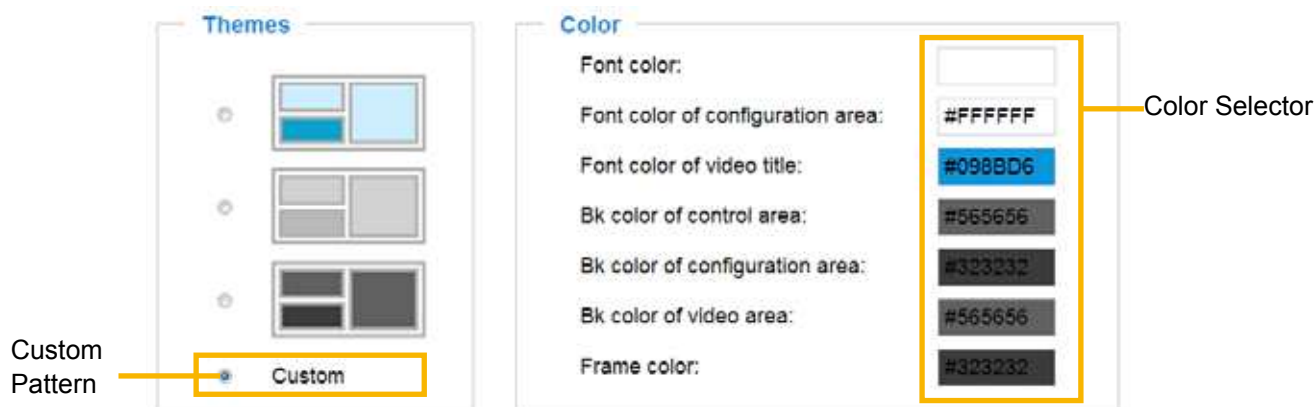 Themes
Custom
Custom
Pattern
Color
Font color:
Font color of configuration area: #FFFFFF
Font color of video title: #098BD6
Bk color of control area: #565656
Bk color of configuration area: #323232
Bk color of video area: #565656
Frame color: #323232
Color Selector